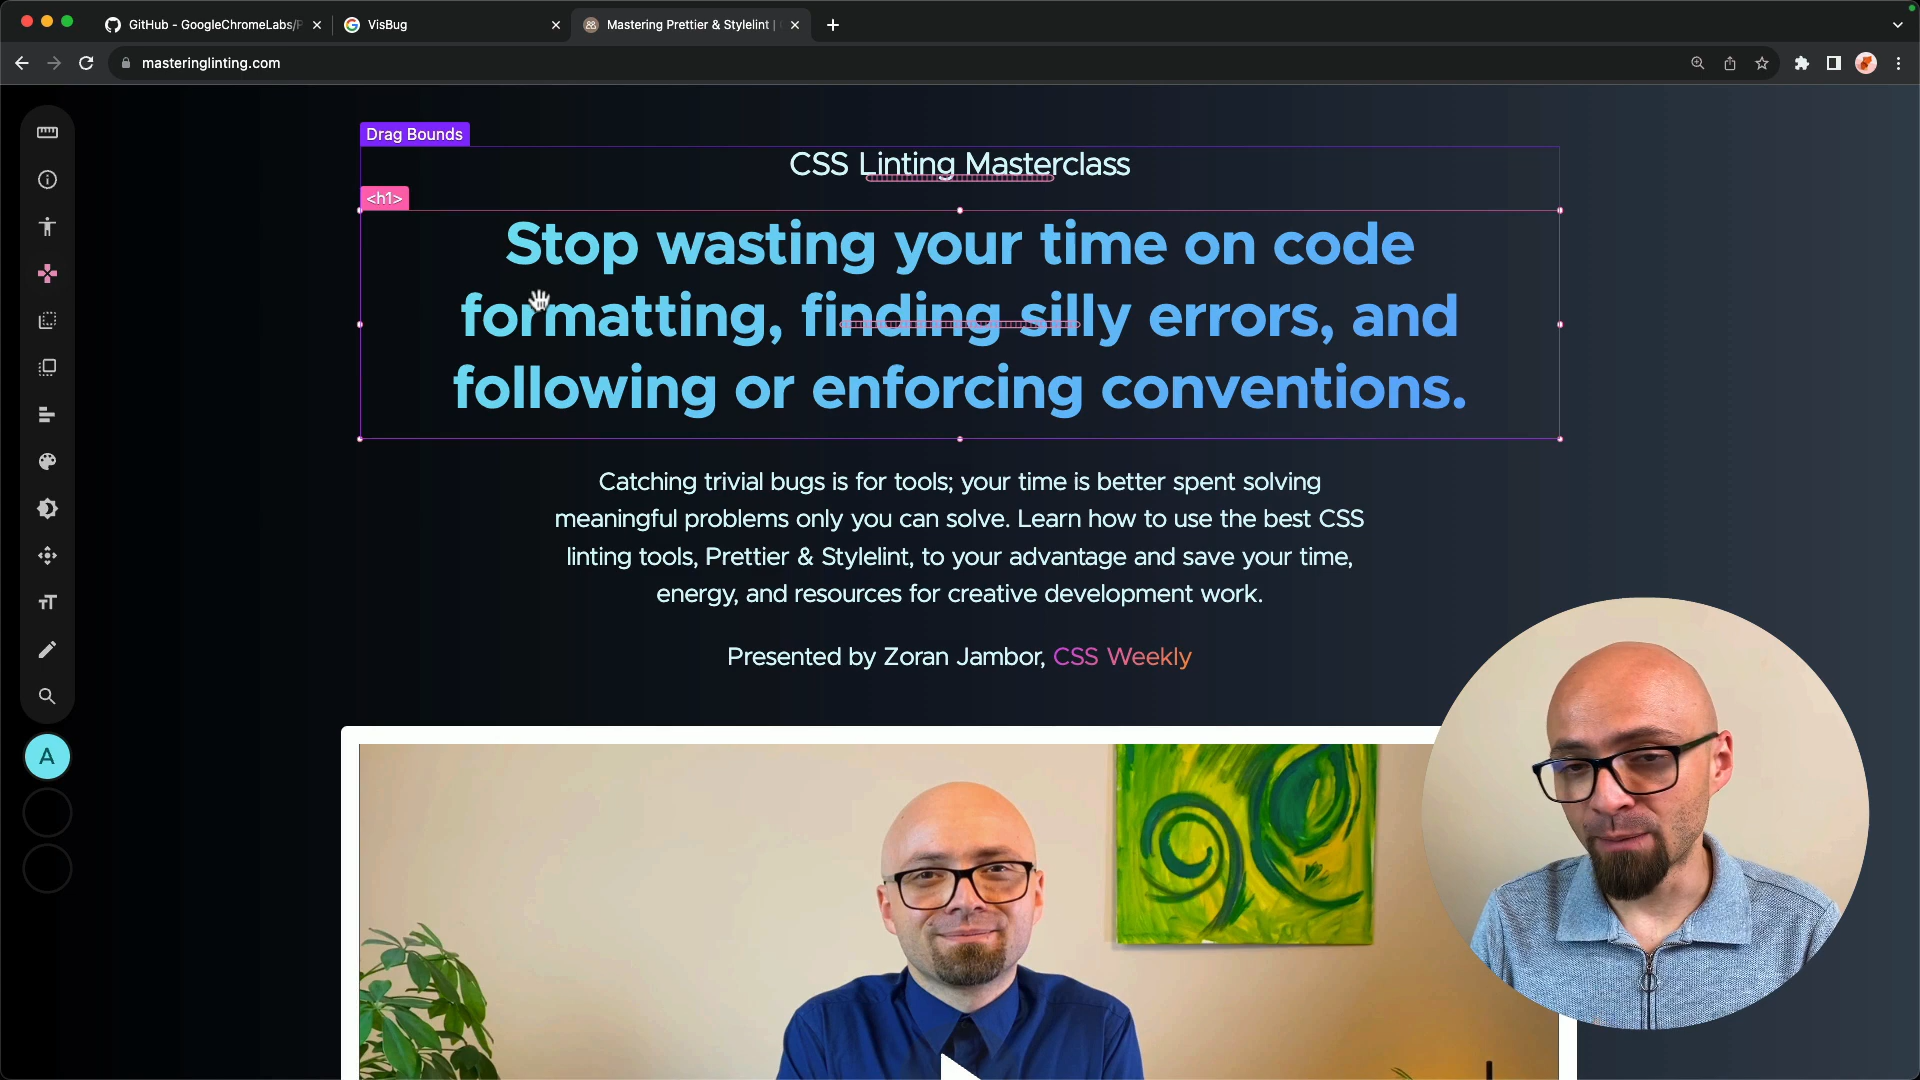 GitHub - GoogleChromeLabs/P
VisBug
Mastering Prettier & Stylelint |
masteringlinting.com
Drag Bounds
CSS Linting Masterclass
<h1>
Stop wasting your time on code
formatting, finding silly errors, and
following or enforcing conventions.
Catching trivial bugs is for tools; your time is better spent solving
meaningful problems only you can solve. Learn how to use the best CSS
linting tools, Prettier & Stylelint, to your advantage and save your time,
energy, and resources for creative development work.
Presented by Zoran Jambor, CSS Weekly
A